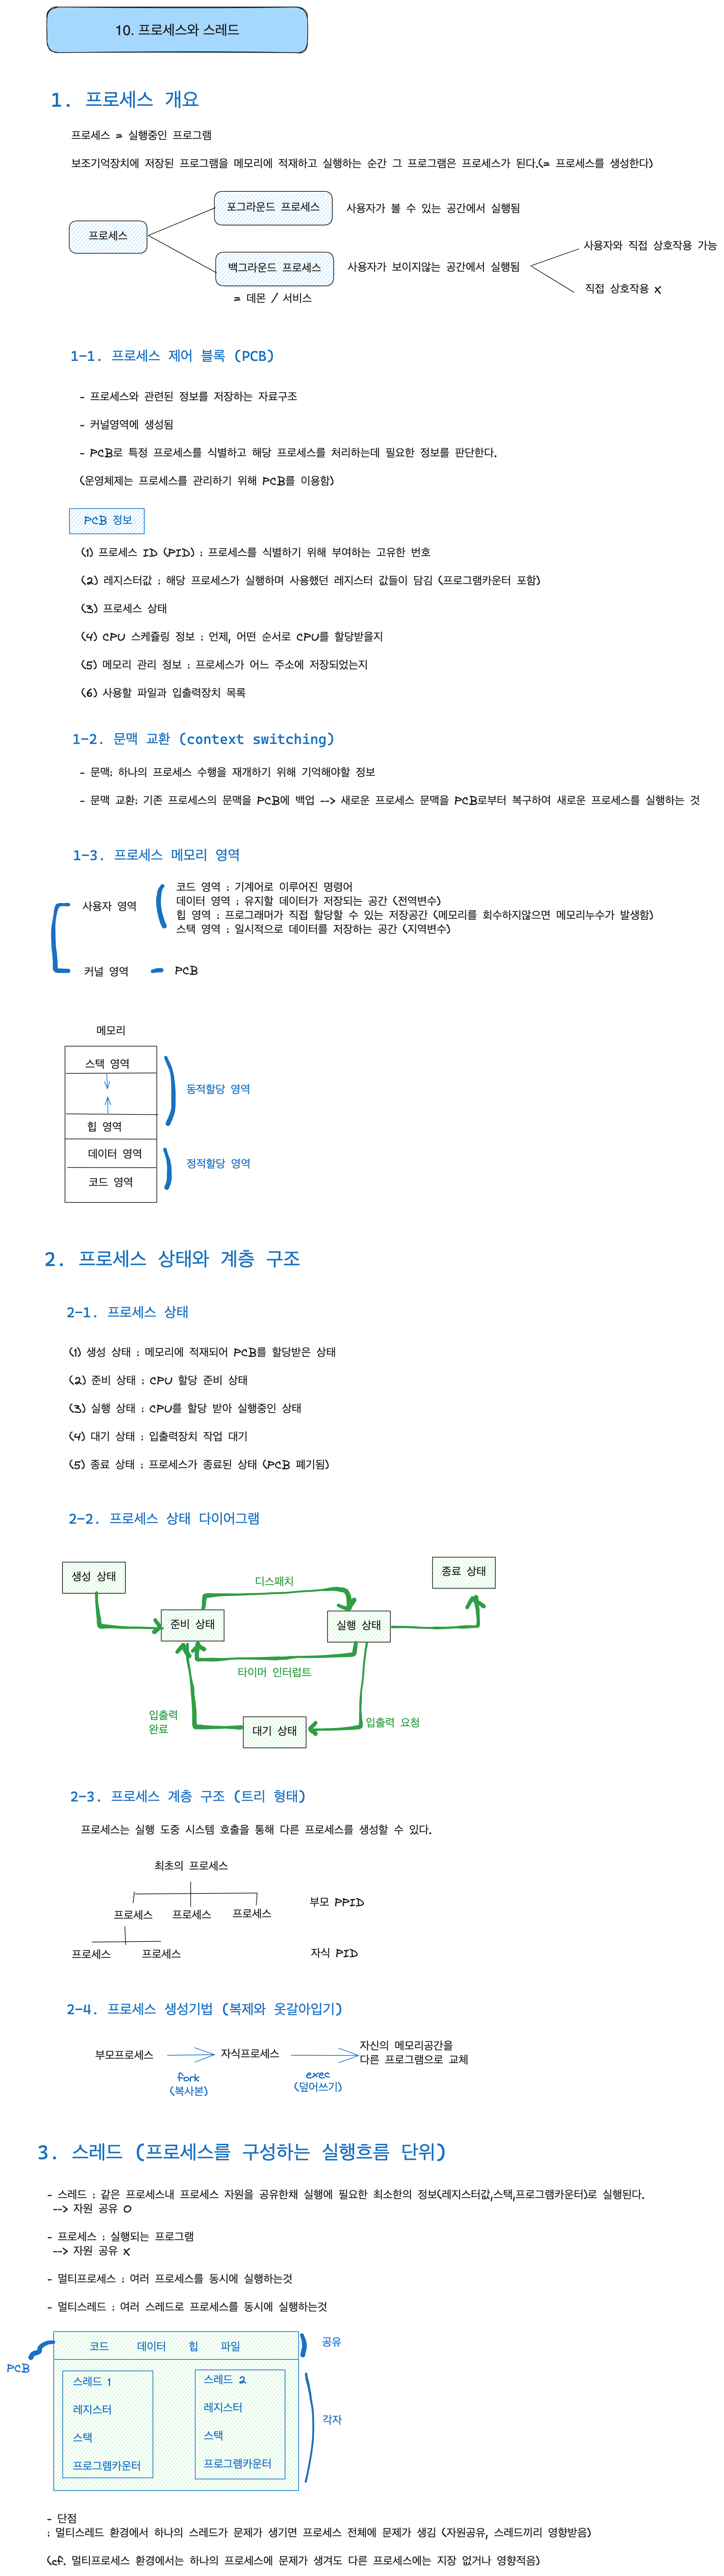 10. 프로세스와 스레드
1. 프로세스 개요
프로세스 = 실행중인 프로그램
보조기억장치에 저장된 프로그램을 메모리에 적재하고 실행하는 순간 그 프로그램은 프로세스가 된다.(= 프로세스를 생성한다)
프로세스
포그라운드 프로세스
사용자가 볼 수 있는 공간에서 실행됨
백그라운드 프로세스
사용자가 보이지않는 공간에서 실행됨
사용자와 직접 상호작용 가능
직접 상호작용 X
= 데몬 / 서비스
1-1. 프로세스 제어 블록 (PCB)
- 프로세스와 관련된 정보를 저장하는 자료구조
- 커널영역에 생성됨
- PCB로 특정 프로세스를 식별하고 해당 프로세스를 처리하는데 필요한 정보를 판단한다.
(운영체제는 프로세스를 관리하기 위해 PCB를 이용함)
PCB 정보
(1) 프로세스 ID (PID) : 프로세스를 식별하기 위해 부여하는 고유한 번호
(2) 레지스터값 : 해당 프로세스가 실행하며 사용했던 레지스터 값들이 담김 (프로그램카운터 포함)
(3) 프로세스 상태
(4) CPU 스케쥴링 정보 : 언제, 어떤 순서로 CPU를 할당받을지
(5) 메모리 관리 정보 : 프로세스가 어느 주소에 저장되었는지
(6) 사용할 파일과 입출력장치 목록
1-2. 문맥 교환 (context switching)
- 문맥: 하나의 프로세스 수행을 재개하기 위해 기억해야할 정보
- 문맥 교환: 기존 프로세스의 문맥을 PCB에 백업 --> 새로운 프로세스 문맥을 PCB로부터 복구하여 새로운 프로세스를 실행하는 것
1-3. 프로세스 메모리 영역
사용자 영역
코드 영역 : 기계어로 이루어진 명령어
데이터 영역 : 유지할 데이터가 저장되는 공간 (전역변수)
힙 영역 : 프로그래머가 직접 할당할 수 있는 저장공간 (메모리를 회수하지않으면 메모리누수가 발생함)
스택 영역 : 일시적으로 데이터를 저장하는 공간 (지역변수)
커널 영역
PCB
메모리
스택 영역
동적할당 영역
힙 영역
데이터 영역
정적할당 영역
코드 영역
2. 프로세스 상태와 계층 구조
2-1. 프로세스 상태
(1) 생성 상태 : 메모리에 적재되어 PCB를 할당받은 상태
(2) 준비 상태 : CPU 할당 준비 상태
(3) 실행 상태 : CPU를 할당 받아 실행중인 상태
(4) 대기 상태 : 입출력장치 작업 대기
(5) 종료 상태 : 프로세스가 종료된 상태 (PCB 폐기됨)
2-2. 프로세스 상태 다이어그램
생성 상태
디스패치
종료 상태
준비 상태
실행 상태
타이머 인터럽트
입출력
완료
대기 상태
입출력 요청
2-3. 프로세스 계층 구조 (트리 형태)
프로세스는 실행 도중 시스템 호출을 통해 다른 프로세스를 생성할 수 있다.
최초의 프로세스
프로세스
프로세스
프로세스
부모 PPID
프로세스
프로세스
자식 PID
2-4. 프로세스 생성기법 (복제와 옷갈아입기)
부모프로세스
fork
(복사본)
자식프로세스
exec
(덮어쓰기)
자신의 메모리공간을
다른 프로그램으로 교체
3. 스레드 (프로세스를 구성하는 실행흐름 단위)
- 스레드 : 같은 프로세스내 프로세스 자원을 공유한채 실행에 필요한 최소한의 정보(레지스터값,스택,프로그램카운터)로 실행된다.
--> 자원 공유 O
- 프로세스 : 실행되는 프로그램
--> 자원 공유 X
- 멀티프로세스 : 여러 프로세스를 동시에 실행하는것
- 멀티스레드 : 여러 스레드로 프로세스를 동시에 실행하는것
코드 데이터 힙 파일
공유
PCB
스레드 1
레지스터
스택
프로그램카운터
스레드 2
레지스터
스택
프로그램카운터
각자
- 단점
: 멀티스레드 환경에서 하나의 스레드가 문제가 생기면 프로세스 전체에 문제가 생김 (자원공유, 스레드끼리 영향받음)
(cf. 멀티프로세스 환경에서는 하나의 프로세스에 문제가 생겨도 다른 프로세스에는 지장 없거나 영향적음)